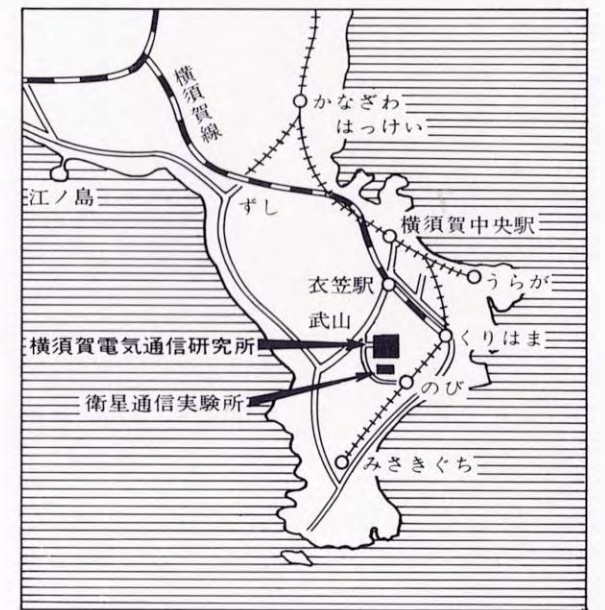 横須賀線
かなざわ
はっけい
江ノ島
ずし
横須賀中央駅
うらが
衣笠駅
武山
くりはま
横須賀電気通信研究所
のび
衛星通信実験所
みさきぐち